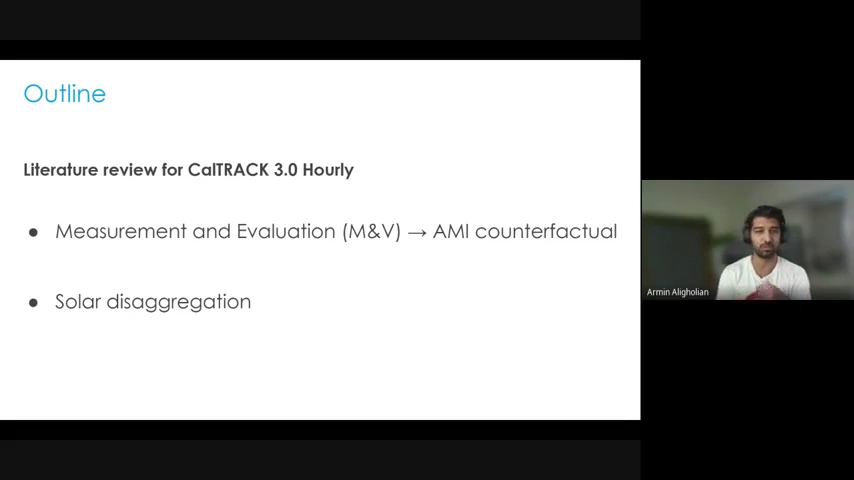 Outline
Literature review for CalTRACK 3.0 Hourly
● Measurement and Evaluation (M&V) → AMI counterfactual
● Solar disaggregation
Armin Aligholian